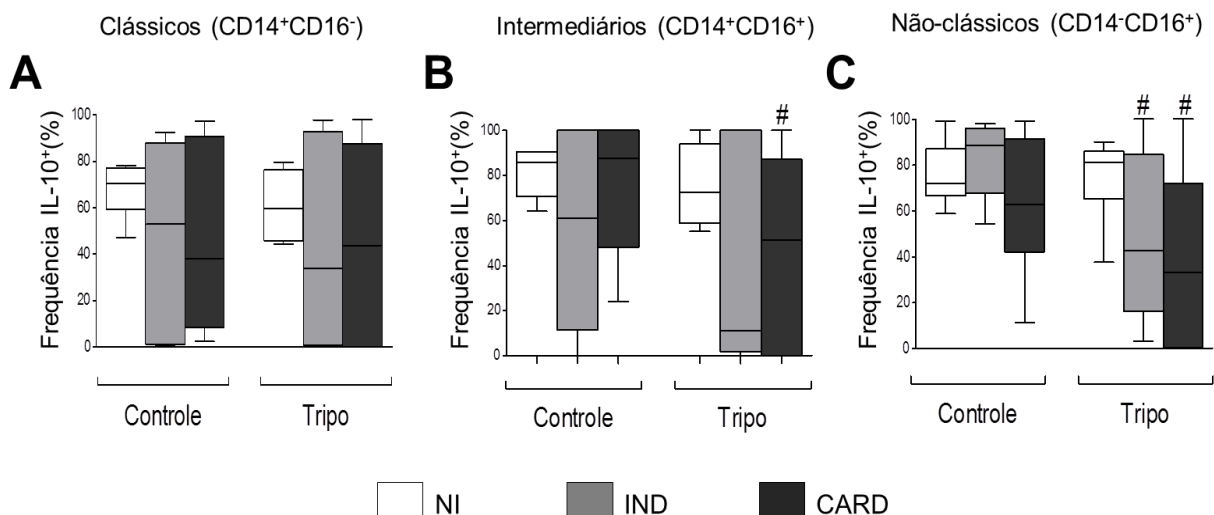 Clássicos (CD14⁺CD16⁻)
Intermediários (CD14⁺CD16⁺)
Não-clássicos (CD14⁻CD16⁺)
A
B
C
Frequência IL-10⁺(%)
100
80
60
40
20
0
Controle
Tripo
Frequência IL-10⁺(%)
100
80
60
40
20
0
#
Controle
Tripo
Frequência IL-10⁺(%)
100
80
60
40
20
0
# #
Controle
Tripo
NI
IND
CARD